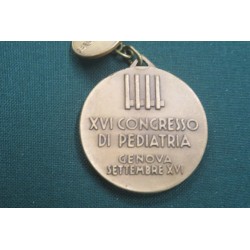 XVI CONGRESSO
DI PEDIATRIA
GENOVA
SETTEMBRE XVI